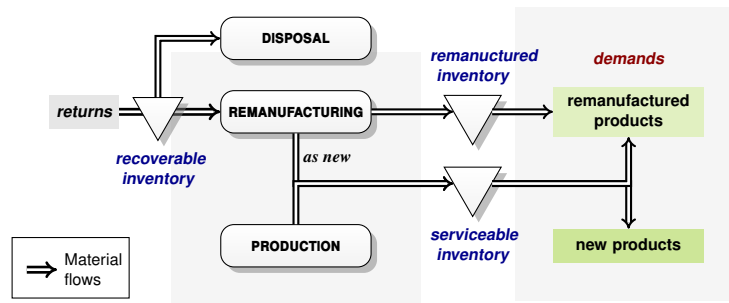 DISPOSAL
remanuctured
inventory
demands
returns
REMANUFACTURING
remanufactured
products
recoverable
inventory
as new
PRODUCTION
serviceable
inventory
new products
Material
flows